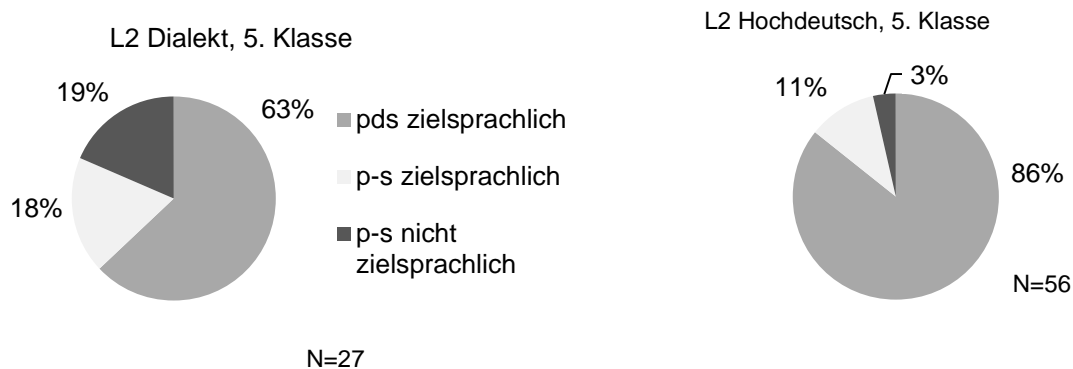 L2 Dialekt, 5. Klasse
19%
63%
18%
pds zielsprachlich
p-s zielsprachlich
p-s nicht
zielsprachlich
N=27
L2 Hochdeutsch, 5. Klasse
11%
3%
86%
N=56